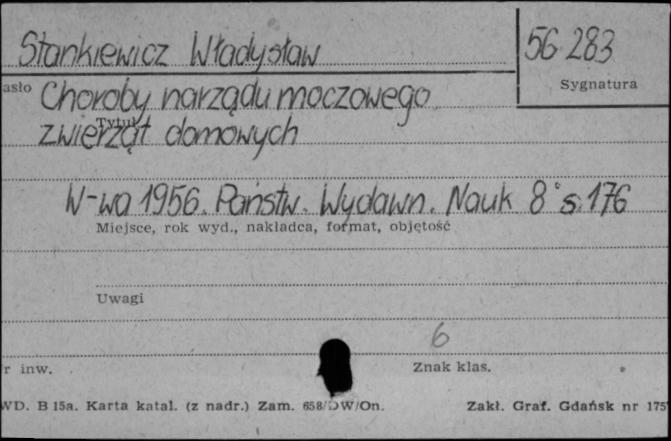 Stankiewicz Władysław
56 283
Sygnatura
asło
Choroby narządu moczowego
Tytuł
zwierząt domowych
W-wa 1956. Państw. Wydawn. Nauk 8° s. 176
Miejsce, rok wyd., nakładca, format, objętość
Uwagi
6
r inw.
Znak klas.
WD. B 15a. Karta katal. (z nadr.) Zam. 658/DW/On.
Zakł. Graf. Gdańsk nr 175